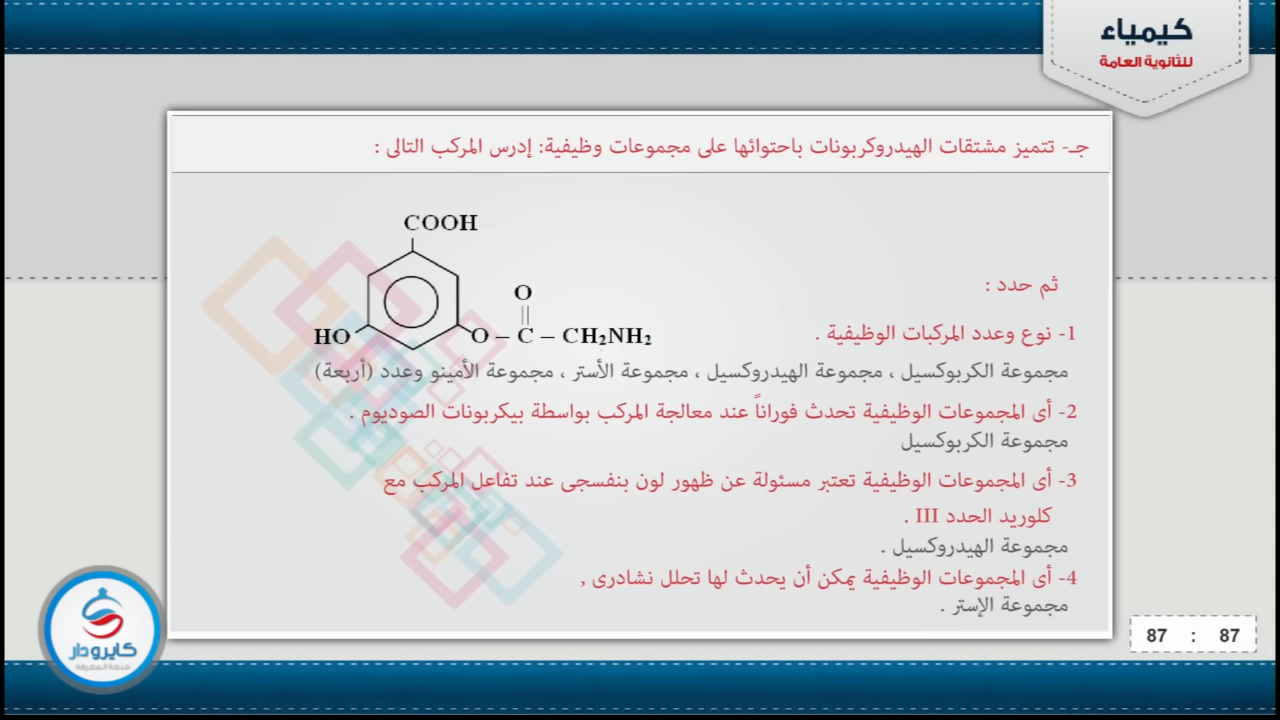 كيمياء
للثانوية العامة
جـ- تتميز مشتقات الهيدروكربونات باحتوائها على مجموعات وظيفية: إدرس المركب التالى :
COOH
O
HO
O – C – CH₂NH₂
ثم حدد :
1- نوع وعدد المركبات الوظيفية .
مجموعة الكربوكسيل ، مجموعة الهيدروكسيل ، مجموعة الأستر ، مجموعة الأمينو وعدد (أربعة)
2- أى المجموعات الوظيفية تحدث فوراناً عند معالجة المركب بواسطة بيكربونات الصوديوم .
مجموعة الكربوكسيل
3- أى المجموعات الوظيفية تعتبر مسئولة عن ظهور لون بنفسجى عند تفاعل المركب مع
كلوريد الحدد III .
مجموعة الهيدروكسيل .
4- أى المجموعات الوظيفية يمكن أن يحدث لها تحلل نشادرى ,
مجموعة الإستر .
87 : 87
كايرودار
متعة المعرفة